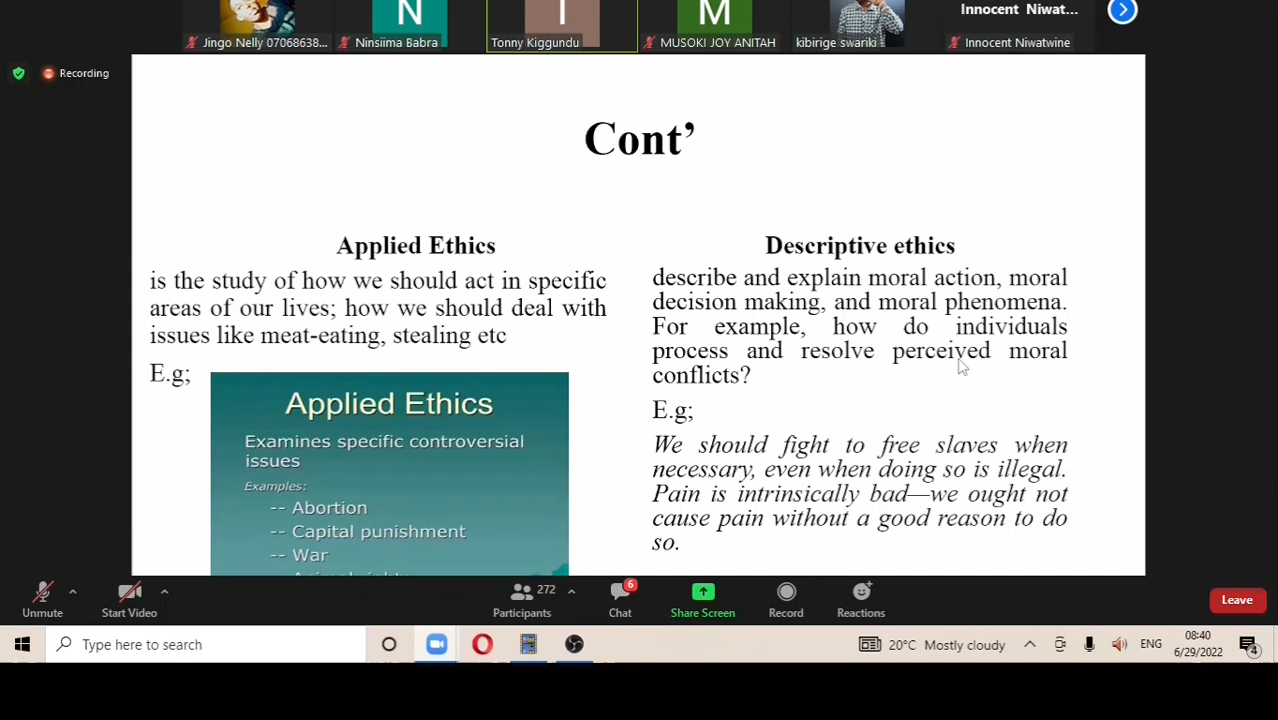 N
T
M
Innocent Niwat...
Jingo Nelly 07068638...
Ninsiima Babra
Tonny Kiggundu
MUSOKI JOY ANITAH
kibirige swariki
Innocent Niwatwine
Recording
Cont’
Applied Ethics
is the study of how we should act in specific
areas of our lives; how we should deal with
issues like meat-eating, stealing etc
E.g;
Applied Ethics
Examines specific controversial
issues
Examples:
-- Abortion
-- Capital punishment
-- War
Descriptive ethics
describe and explain moral action, moral
decision making, and moral phenomena.
For example, how do individuals
process and resolve perceived moral
conflicts?
E.g;
We should fight to free slaves when
necessary, even when doing so is illegal.
Pain is intrinsically bad—we ought not
cause pain without a good reason to do
so.
Unmute
Start Video
272
Participants
6
Chat
Share Screen
Record
Reactions
Leave
Type here to search
20°C Mostly cloudy
ENG
08:40
6/29/2022
4